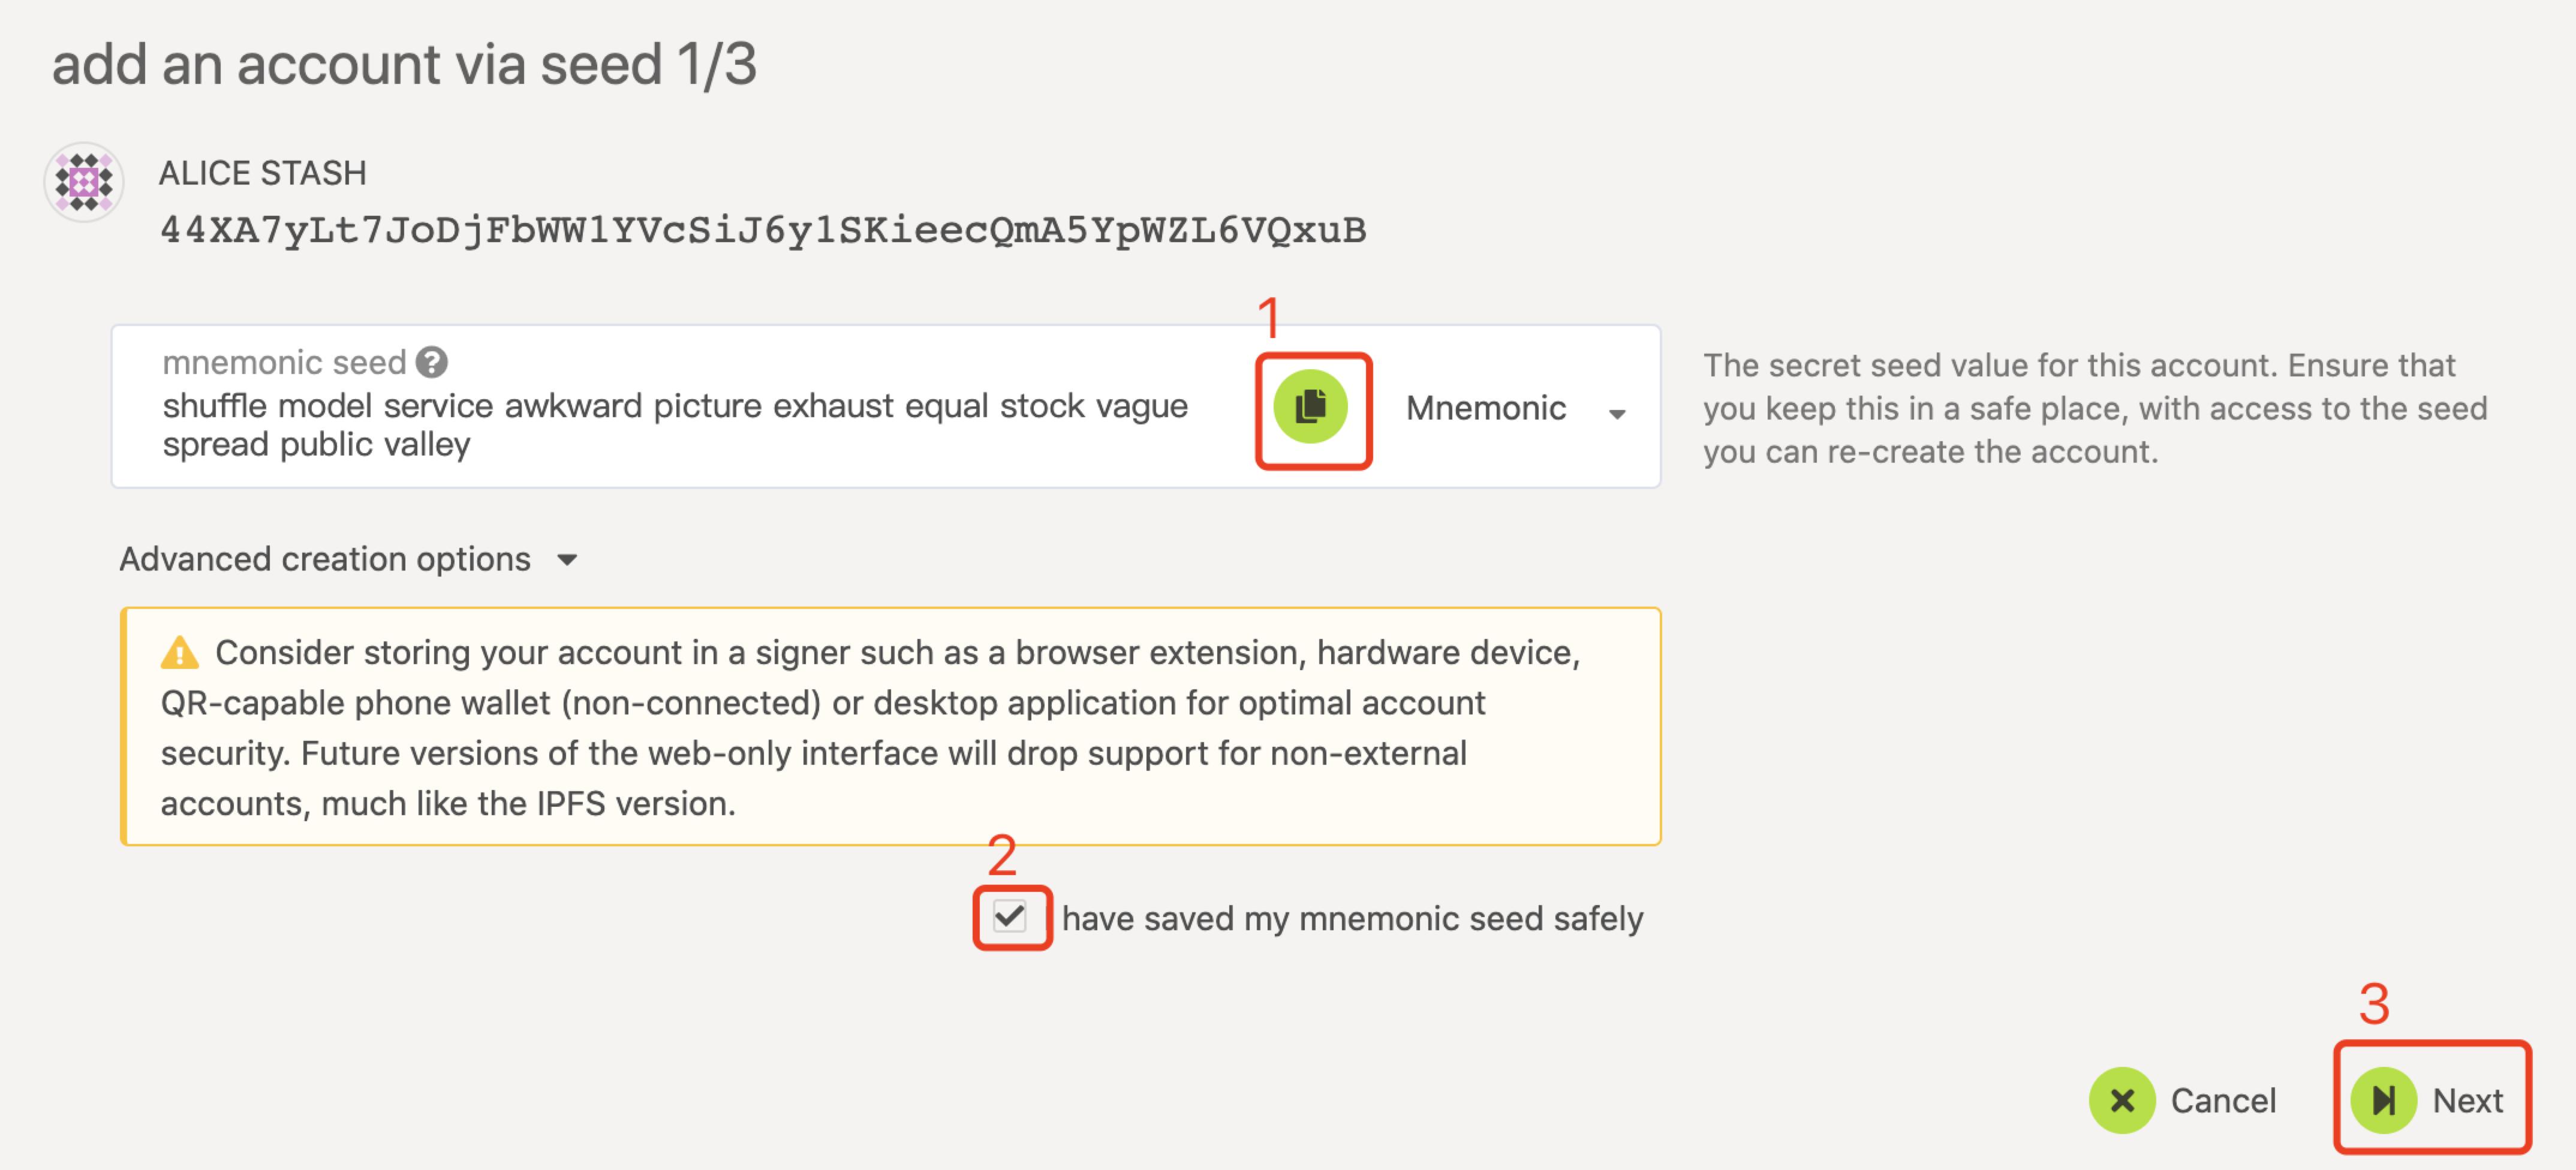 add an account via seed 1/3
ALICE STASH
44XA7yLt7JoDjFbWW1YVcSiJ6y1SKieecQmA5YpWZL6VQxuB
1
mnemonic seed ?
shuffle model service awkward picture exhaust equal stock vague
spread public valley
Mnemonic
The secret seed value for this account. Ensure that
you keep this in a safe place, with access to the seed
you can re-create the account.
Advanced creation options
Consider storing your account in a signer such as a browser extension, hardware device,
QR-capable phone wallet (non-connected) or desktop application for optimal account
security. Future versions of the web-only interface will drop support for non-external
accounts, much like the IPFS version.
2
have saved my mnemonic seed safely
3
Cancel
Next